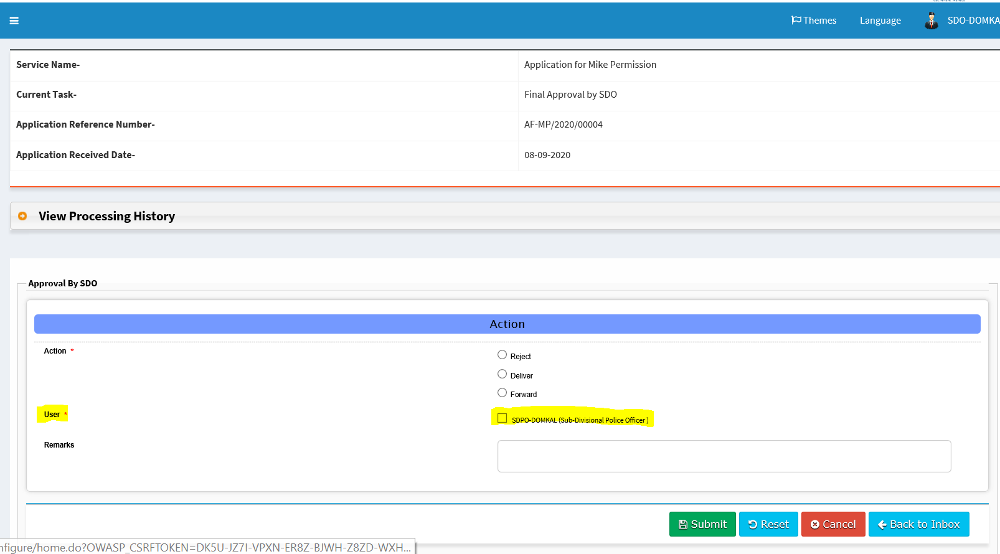 Themes Language SDO-DOMKA
Service Name- Application for Mike Permission
Current Task- Final Approval by SDO
Application Reference Number- AF-MP/2020/00004
Application Received Date- 08-09-2020
View Processing History
Approval By SDO
Action
Action * Reject
Deliver
Forward
User * SDPO-DOMKAL (Sub-Divisional Police Officer )
Remarks
Submit Reset Cancel Back to Inbox
nfigure/home.do?OWASP_CSRFTOKEN=DK5U-JZ7I-VPXN-ER8Z-BJWH-Z8ZD-WXH...